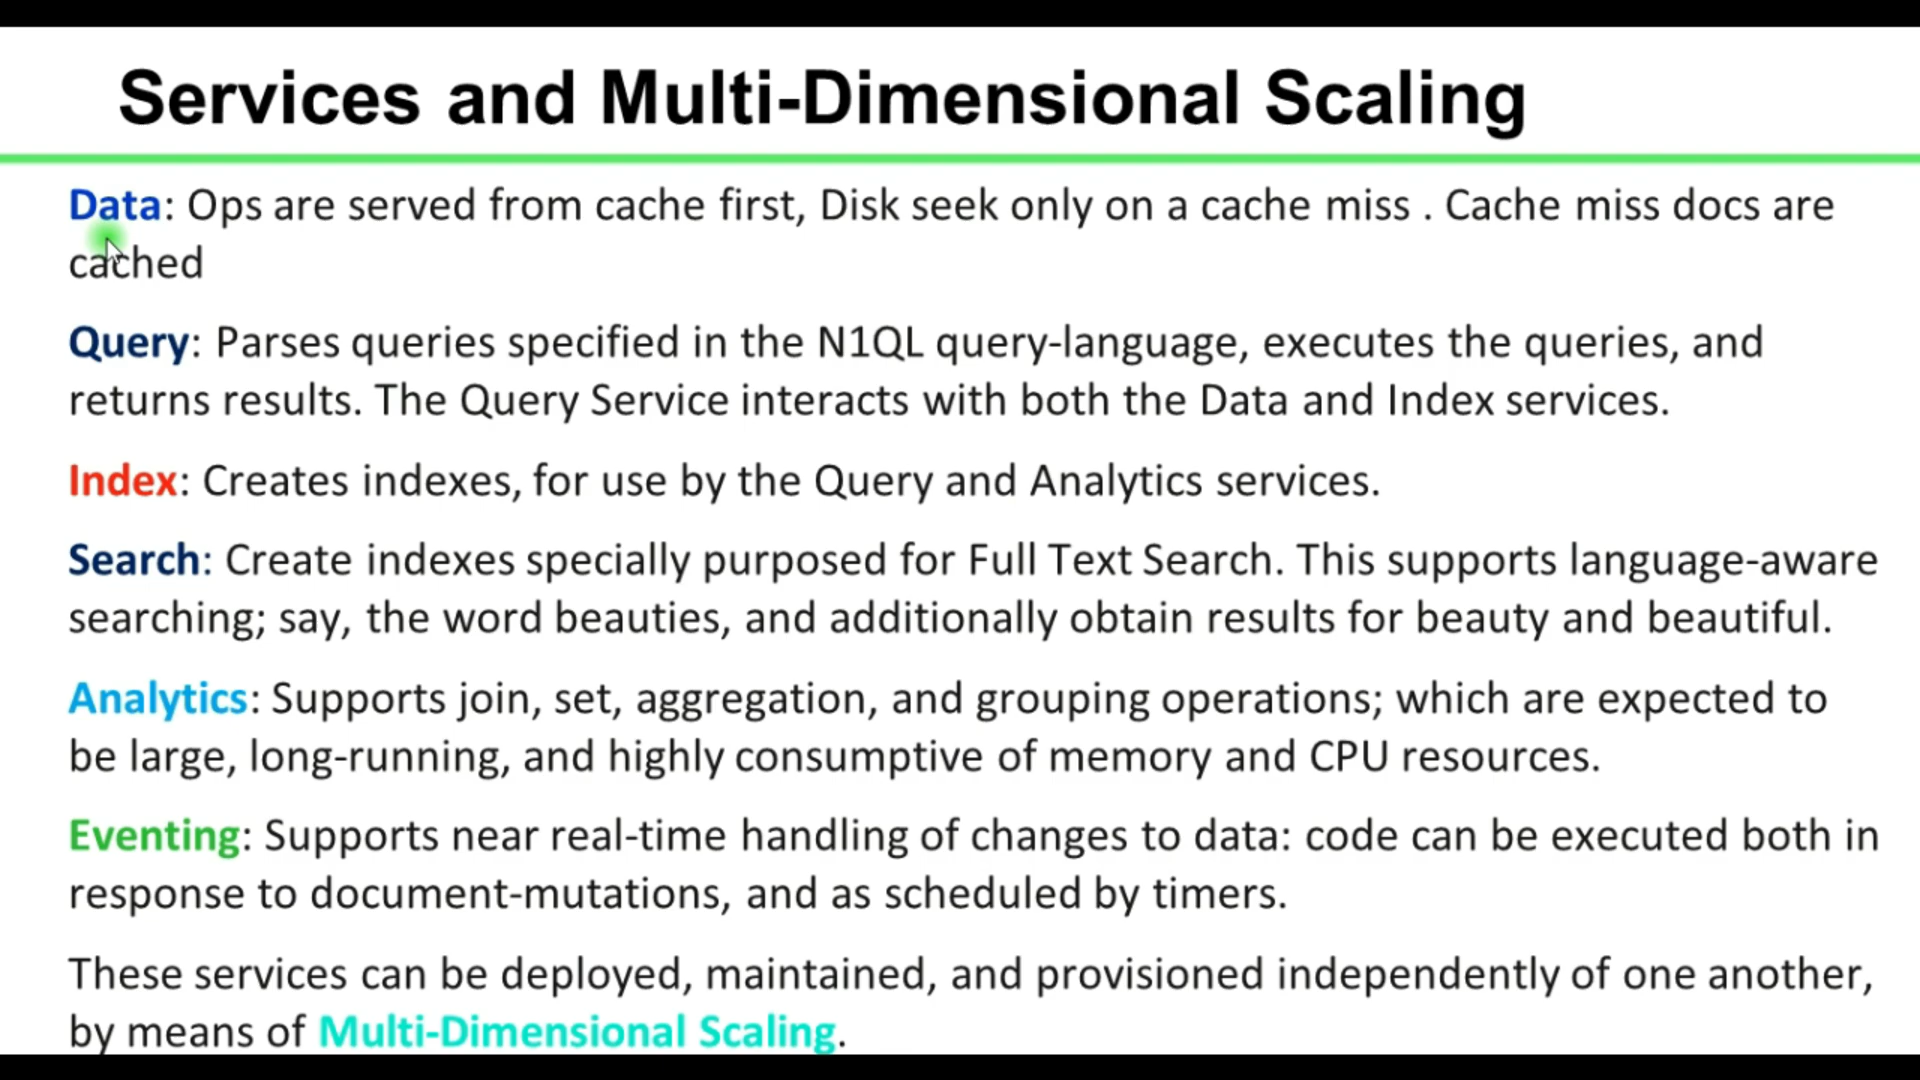 Services and Multi-Dimensional Scaling
Data: Ops are served from cache first, Disk seek only on a cache miss . Cache miss docs are
cached
Query: Parses queries specified in the N1QL query-language, executes the queries, and
returns results. The Query Service interacts with both the Data and Index services.
Index: Creates indexes, for use by the Query and Analytics services.
Search: Create indexes specially purposed for Full Text Search. This supports language-aware
searching; say, the word beauties, and additionally obtain results for beauty and beautiful.
Analytics: Supports join, set, aggregation, and grouping operations; which are expected to
be large, long-running, and highly consumptive of memory and CPU resources.
Eventing: Supports near real-time handling of changes to data: code can be executed both in
response to document-mutations, and as scheduled by timers.
These services can be deployed, maintained, and provisioned independently of one another,
by means of Multi-Dimensional Scaling.